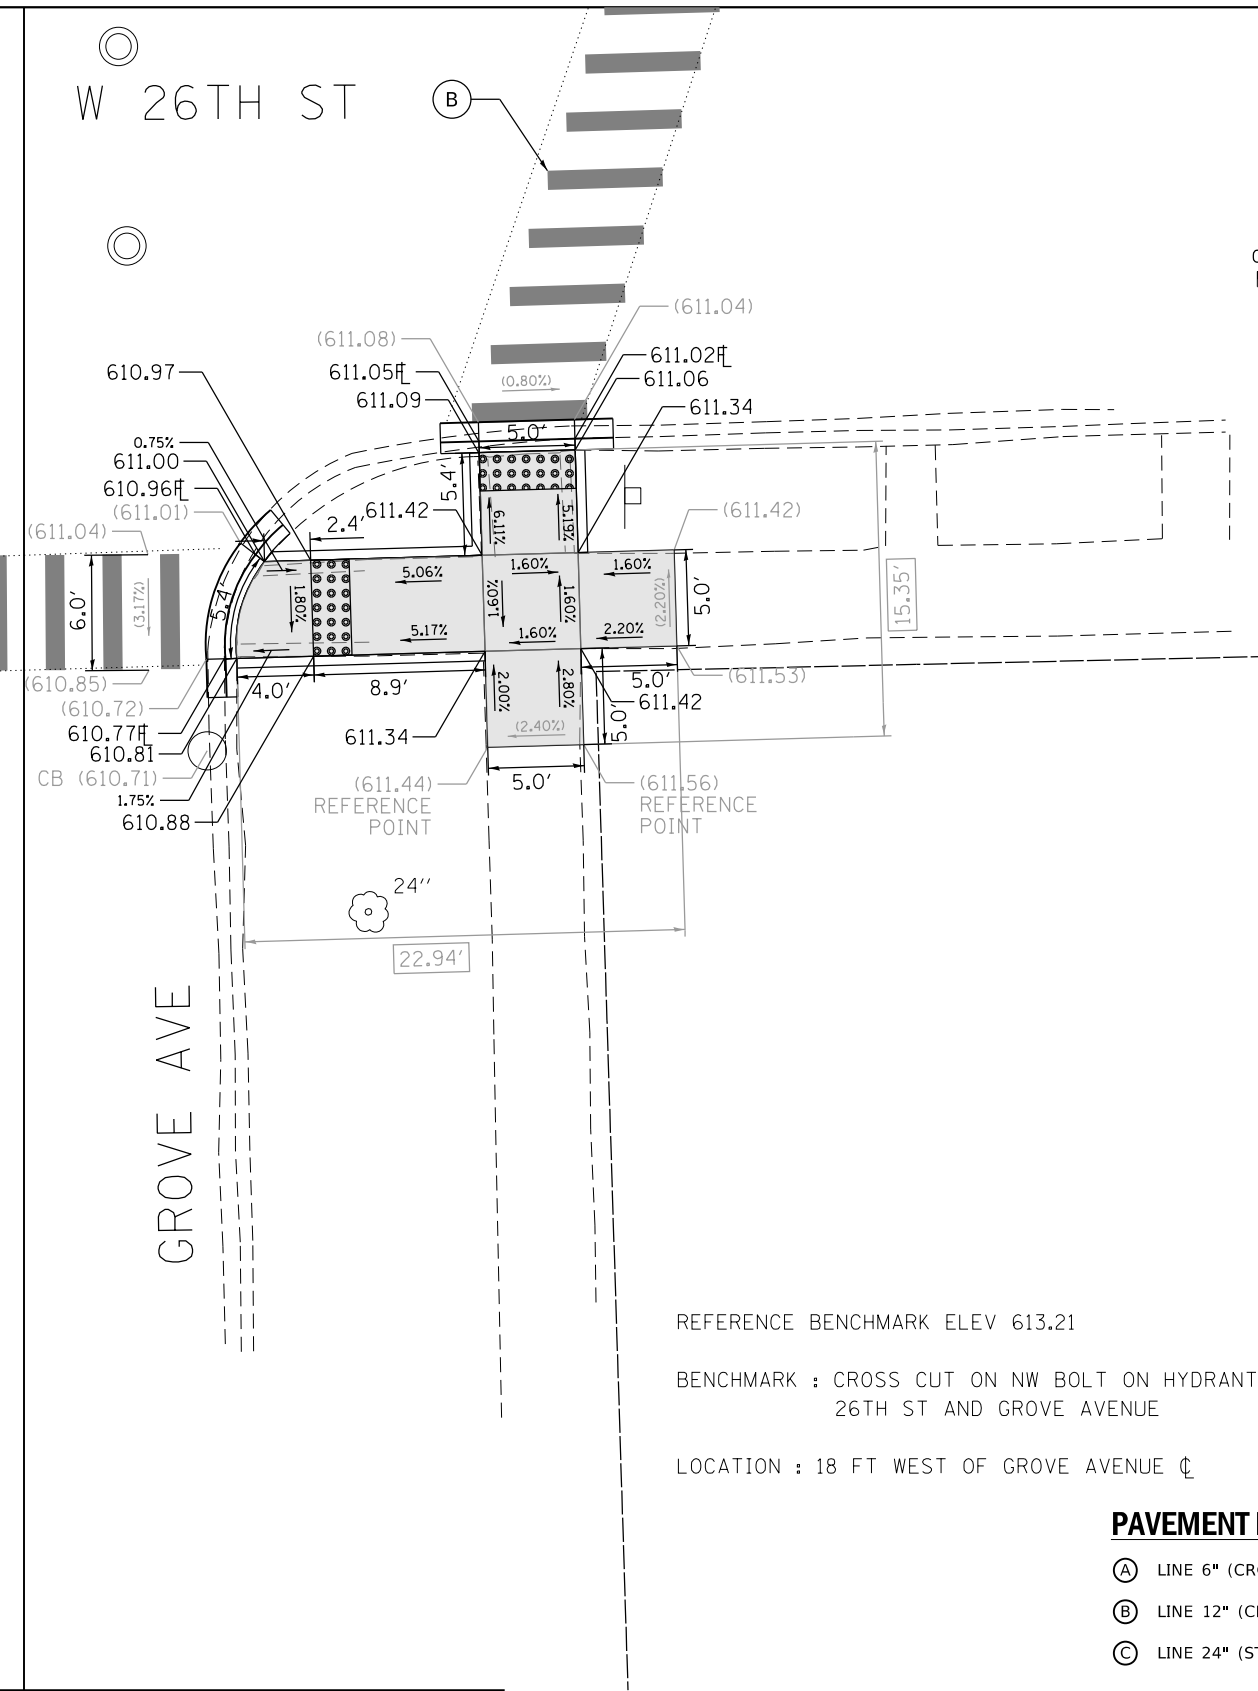 W 26TH ST
B
(611.04)
(611.08)
611.02FL
611.05FL
610.97
(0.80%)
611.06
611.09
611.34
5.0'
0.75%
611.00
5.4'
610.96FL
(611.01)
611.42
(611.42)
2.4'
6.11%
5.19%
(611.04)
5.06%
1.60%
1.60%
6.0'
(3.17%)
5.4'
1.80%
1.60%
1.60%
(2.20%)
5.0'
15.35'
5.17%
1.60%
2.20%
(610.85)
4.0'
8.9'
2.00%
2.80%
5.0'
(611.53)
(610.72)
611.42
610.77FL
611.34
(2.40%)
5.0'
610.81
CB (610.71)
5.0'
(611.44)
REFERENCE
POINT
(611.56)
REFERENCE
POINT
1.75%
610.88
24''
22.94'
GROVE AVE
REFERENCE BENCHMARK ELEV 613.21
BENCHMARK : CROSS CUT ON NW BOLT ON HYDRANT
26TH ST AND GROVE AVENUE
LOCATION : 18 FT WEST OF GROVE AVENUE ℄
PAVEMENT
A LINE 6" (CR
B LINE 12" (C
C LINE 24" (ST